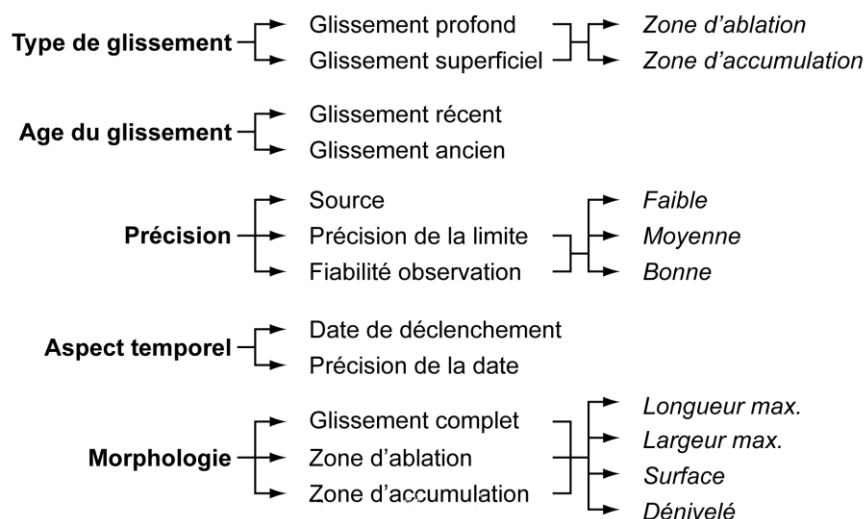 Type de glissement
Glissement profond
Glissement superficiel
Zone d'ablation
Zone d'accumulation
Age du glissement
Glissement récent
Glissement ancien
Précision
Source
Précision de la limite
Fiabilité observation
Faible
Moyenne
Bonne
Aspect temporel
Date de déclenchement
Précision de la date
Morphologie
Glissement complet
Zone d'ablation
Zone d'accumulation
Longueur max.
Largeur max.
Surface
Dénivelé